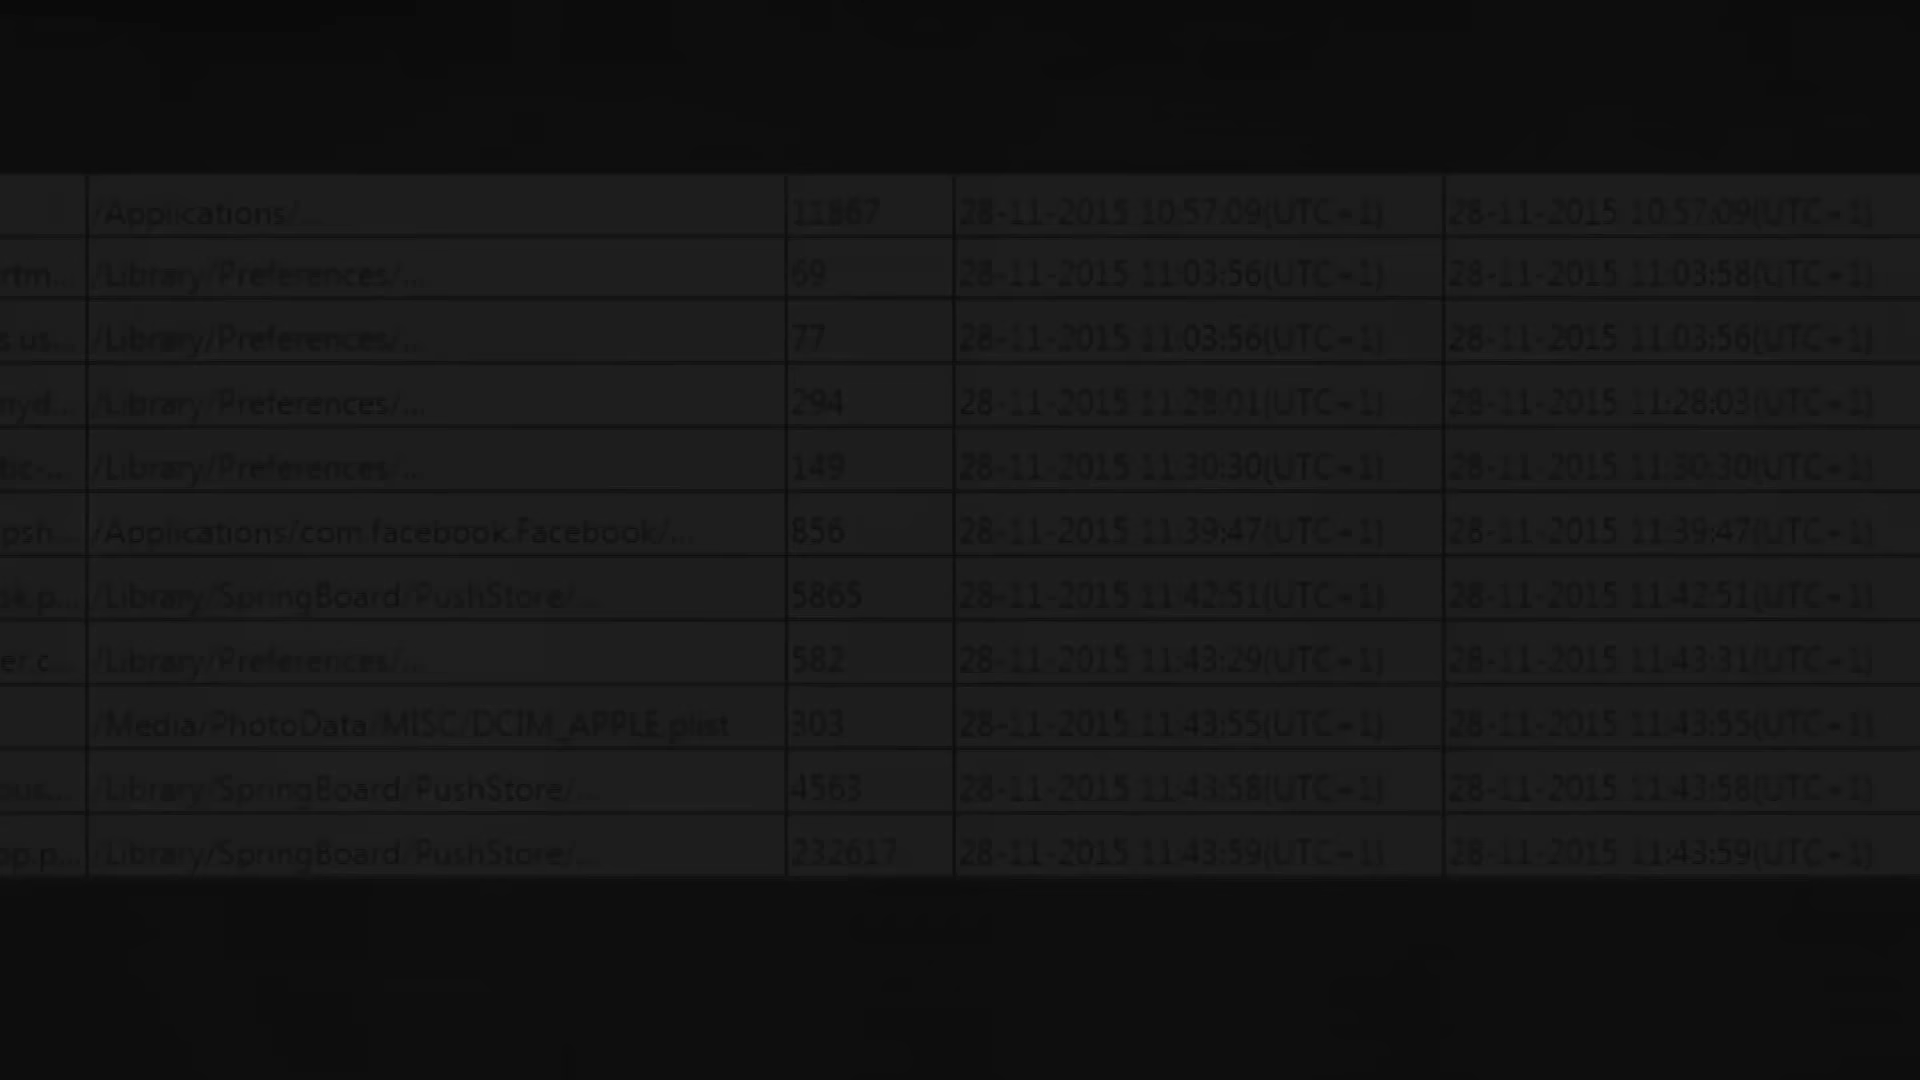 /Applications/... 11867 28-11-2015 10:57:09(UTC+1) 28-11-2015 10:57:09(UTC+1)
rtm... /Library/Preferences/... 69 28-11-2015 11:03:56(UTC+1) 28-11-2015 11:03:58(UTC+1)
s.us... /Library/Preferences/... 77 28-11-2015 11:03:56(UTC+1) 28-11-2015 11:03:56(UTC+1)
nyd... /Library/Preferences/... 294 28-11-2015 11:28:01(UTC+1) 28-11-2015 11:28:03(UTC+1)
tic-... /Library/Preferences/... 149 28-11-2015 11:30:30(UTC+1) 28-11-2015 11:30:30(UTC+1)
psh... /Applications/com.facebook.Facebook/... 856 28-11-2015 11:39:47(UTC+1) 28-11-2015 11:39:47(UTC+1)
ok.p... /Library/SpringBoard/PushStore/... 5865 28-11-2015 11:42:51(UTC+1) 28-11-2015 11:42:51(UTC+1)
er.c... /Library/Preferences/... 582 28-11-2015 11:43:29(UTC+1) 28-11-2015 11:43:31(UTC+1)
/Media/PhotoData/MISC/DCIM_APPLE.plist 303 28-11-2015 11:43:55(UTC+1) 28-11-2015 11:43:55(UTC+1)
ous... /Library/SpringBoard/PushStore/... 4563 28-11-2015 11:43:58(UTC+1) 28-11-2015 11:43:58(UTC+1)
pp.p... /Library/SpringBoard/PushStore/... 232617 28-11-2015 11:43:59(UTC+1) 28-11-2015 11:43:59(UTC+1)